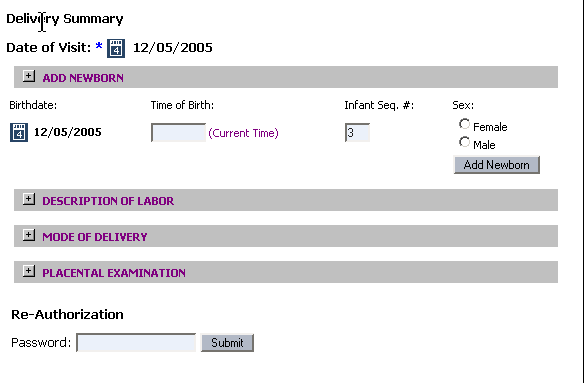 Delivery Summary
Date of Visit: * 12/05/2005
+ ADD NEWBORN
Birthdate: Time of Birth: Infant Seq. #: Sex:
4 12/05/2005 (Current Time) 3 Female
Male
Add Newborn
+ DESCRIPTION OF LABOR
+ MODE OF DELIVERY
+ PLACENTAL EXAMINATION
Re-Authorization
Password: Submit